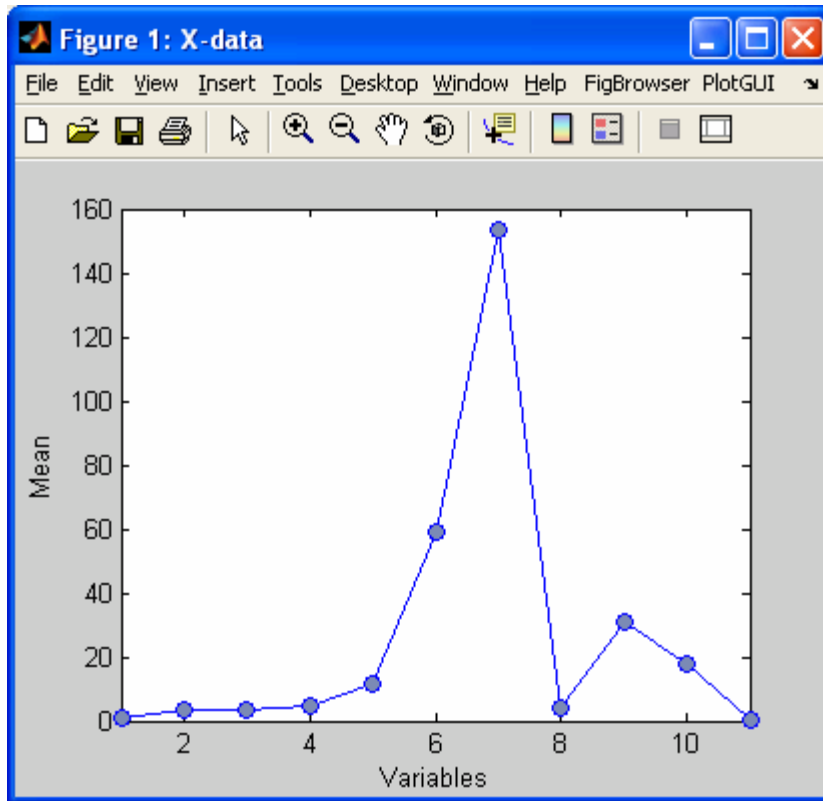 Figure 1: X-data
File Edit View Insert Tools Desktop Window Help FigBrowser PlotGUI
160
140
120
100
80
60
40
20
0
Mean
2 4 6 8 10
Variables